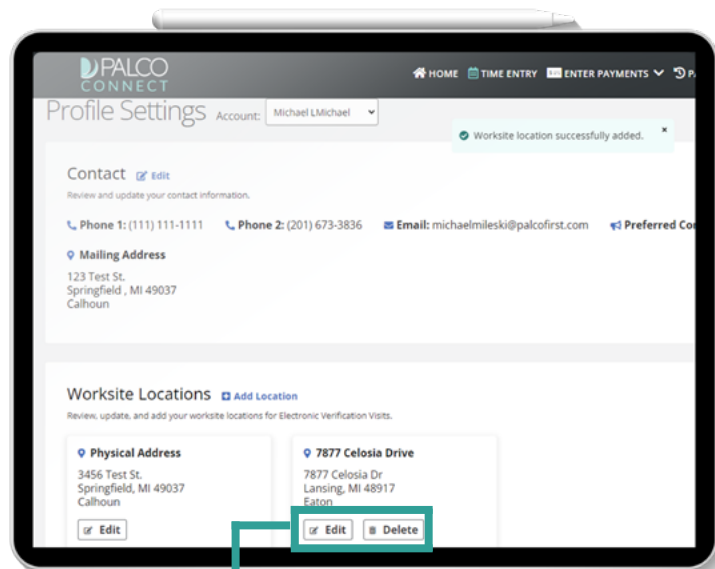 PALCO
CONNECT
HOME TIME ENTRY ENTER PAYMENTS
Profile Settings Account: Michael LMichael
Worksite location successfully added. ×
Contact Edit
Review and update your contact information.
Phone 1: (111) 111-1111 Phone 2: (201) 673-3836 Email: michaelmileski@palcofirst.com Preferred
Mailing Address
123 Test St.
Springfield , MI 49037
Calhoun
Worksite Locations Add Location
Review, update, and add your worksite locations for Electronic Verification Visits.
Physical Address
3456 Test St.
Springfield, MI 49037
Calhoun
Edit
7877 Celosia Drive
7877 Celosia Dr
Lansing, MI 48917
Eaton
Edit Delete